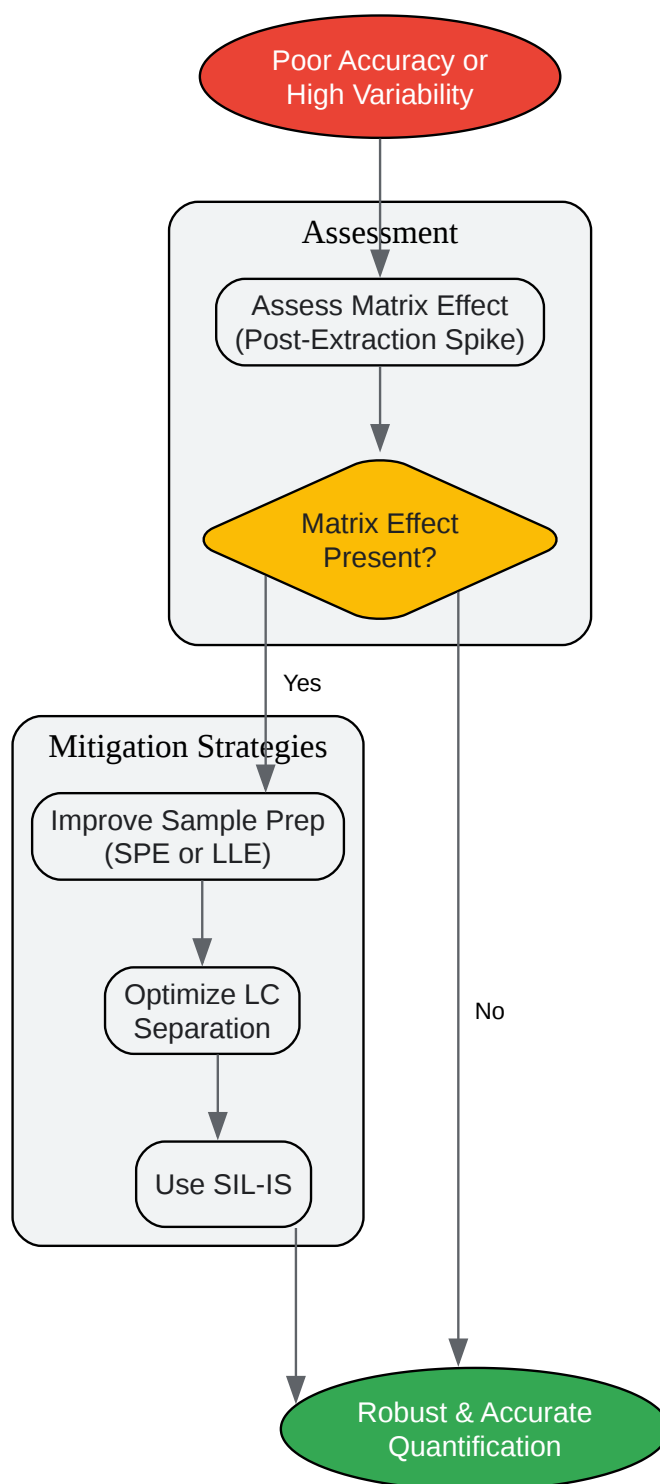 Poor Accuracy or
High Variability
Assessment
Assess Matrix Effect
(Post-Extraction Spike)
Matrix Effect
Present?
Yes
Mitigation Strategies
Improve Sample Prep
(SPE or LLE)
Optimize LC
Separation
No
Use SIL-IS
Robust & Accurate
Quantification